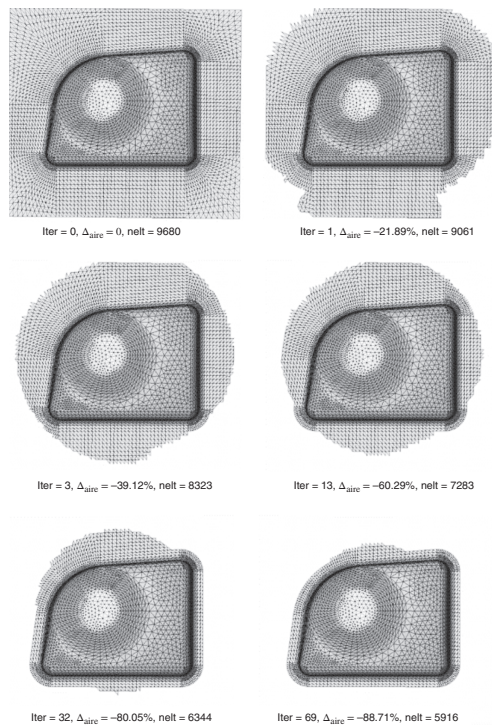 Iter = 0, Δaire = 0, nelt = 9680
Iter = 1, Δaire = –21.89%, nelt = 9061
Iter = 3, Δaire = –39.12%, nelt = 8323
Iter = 13, Δaire = –60.29%, nelt = 7283
Iter = 32, Δaire = –80.05%, nelt = 6344
Iter = 69, Δaire = –88.71%, nelt = 5916